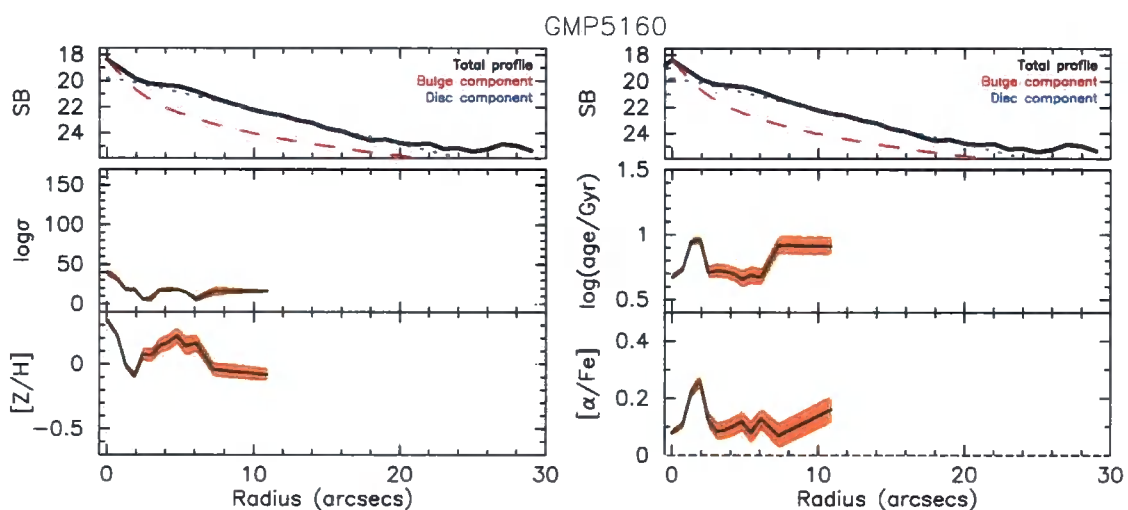 GMP5160
18
20
22
24
SB
Total profile
Bulge component
Disc component
150
100
50
0
logσ
0
−0.5
[Z/H]
0 10 20 30
Radius (arcsecs)
18
20
22
24
SB
Total profile
Bulge component
Disc component
1.5
1
0.5
log(age/Gyr)
0.4
0.2
0
[α/Fe]
0 10 20 30
Radius (arcsecs)